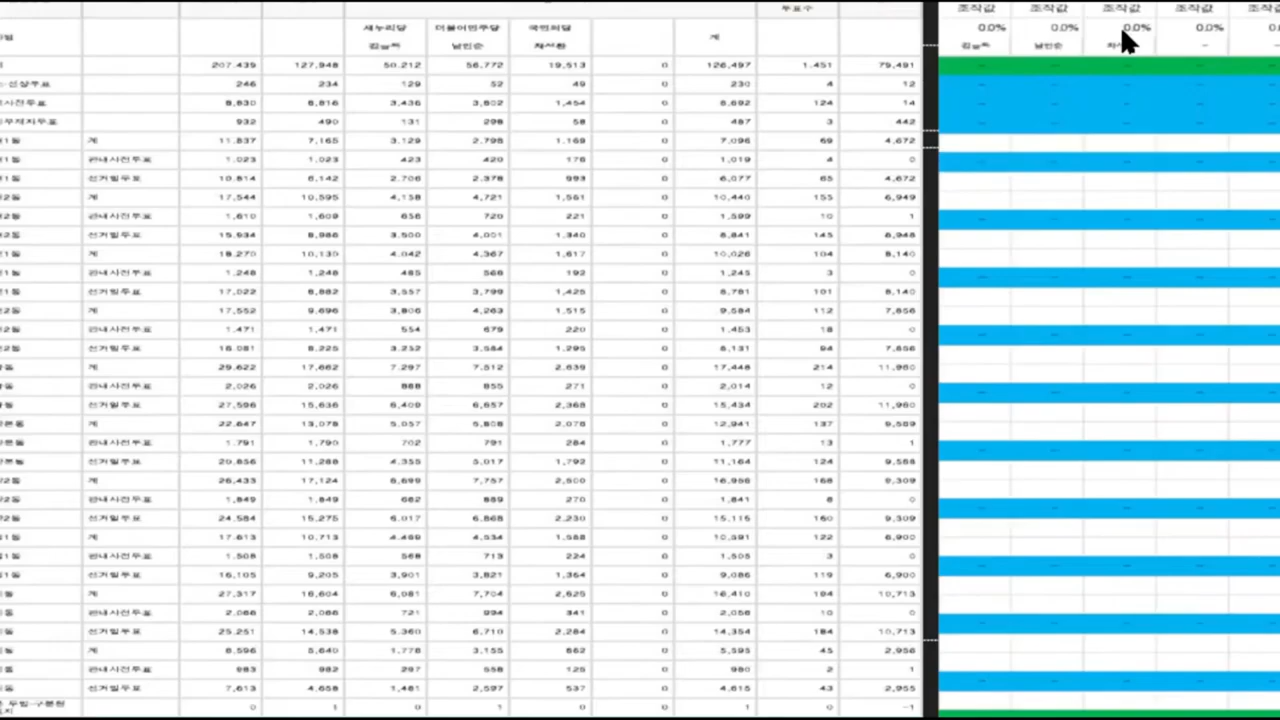 투표수 조작값 조작값 조작값 조작값
새누리당 더불어민주당 국민의당 계 0.0% 0.0% 0.0% 0.0%
남인순 남인순
207,439 127,948 50,212 56,772 19,513 0 126,497 1,451 79,491
246 234 129 52 49 0 230 4 12
8,830 8,816 3,436 3,802 1,454 0 8,692 124 14
932 490 131 298 58 0 487 3 442
계 11,837 7,165 3,129 2,798 1,169 0 7,096 69 4,672
관내사전투표 1,023 1,023 423 420 176 0 1,019 4 0
선거일투표 10,814 6,142 2,706 2,378 993 0 6,077 65 4,672
계 17,544 10,595 4,158 4,721 1,561 0 10,440 155 6,949
관내사전투표 1,610 1,609 658 720 221 0 1,599 10 1
선거일투표 15,934 8,986 3,500 4,001 1,340 0 8,841 145 6,948
계 18,270 10,130 4,042 4,367 1,617 0 10,026 104 8,140
관내사전투표 1,248 1,248 485 568 192 0 1,245 3 0
선거일투표 17,022 8,882 3,557 3,799 1,425 0 8,781 101 8,140
계 17,552 9,696 3,806 4,263 1,515 0 9,584 112 7,856
관내사전투표 1,471 1,471 554 679 220 0 1,453 18 0
선거일투표 16,081 8,225 3,252 3,584 1,295 0 8,131 94 7,856
계 29,622 17,662 7,297 7,512 2,639 0 17,448 214 11,960
관내사전투표 2,026 2,026 888 855 271 0 2,014 12 0
선거일투표 27,596 15,636 6,409 6,657 2,368 0 15,434 202 11,960
계 22,647 13,078 5,057 5,808 2,076 0 12,941 137 9,569
관내사전투표 1,791 1,790 702 791 284 0 1,777 13 1
선거일투표 20,856 11,288 4,355 5,017 1,792 0 11,164 124 9,568
계 26,433 17,124 6,699 7,757 2,500 0 16,956 168 9,309
관내사전투표 1,849 1,849 682 889 270 0 1,841 8 0
선거일투표 24,584 15,275 6,017 6,868 2,230 0 15,115 160 9,309
계 17,613 10,713 4,469 4,534 1,588 0 10,591 122 6,900
관내사전투표 1,508 1,508 568 713 224 0 1,505 3 0
선거일투표 16,105 9,205 3,901 3,821 1,364 0 9,086 119 6,900
계 27,317 16,604 6,081 7,704 2,625 0 16,410 194 10,713
관내사전투표 2,066 2,066 721 994 341 0 2,056 10 0
선거일투표 25,251 14,538 5,360 6,710 2,284 0 14,354 184 10,713
계 8,596 5,640 1,778 3,155 662 0 5,595 45 2,956
관내사전투표 983 982 297 558 125 0 980 2 1
선거일투표 7,613 4,658 1,481 2,597 537 0 4,615 43 2,955
0 1 0 1 0 0 1 0 -1